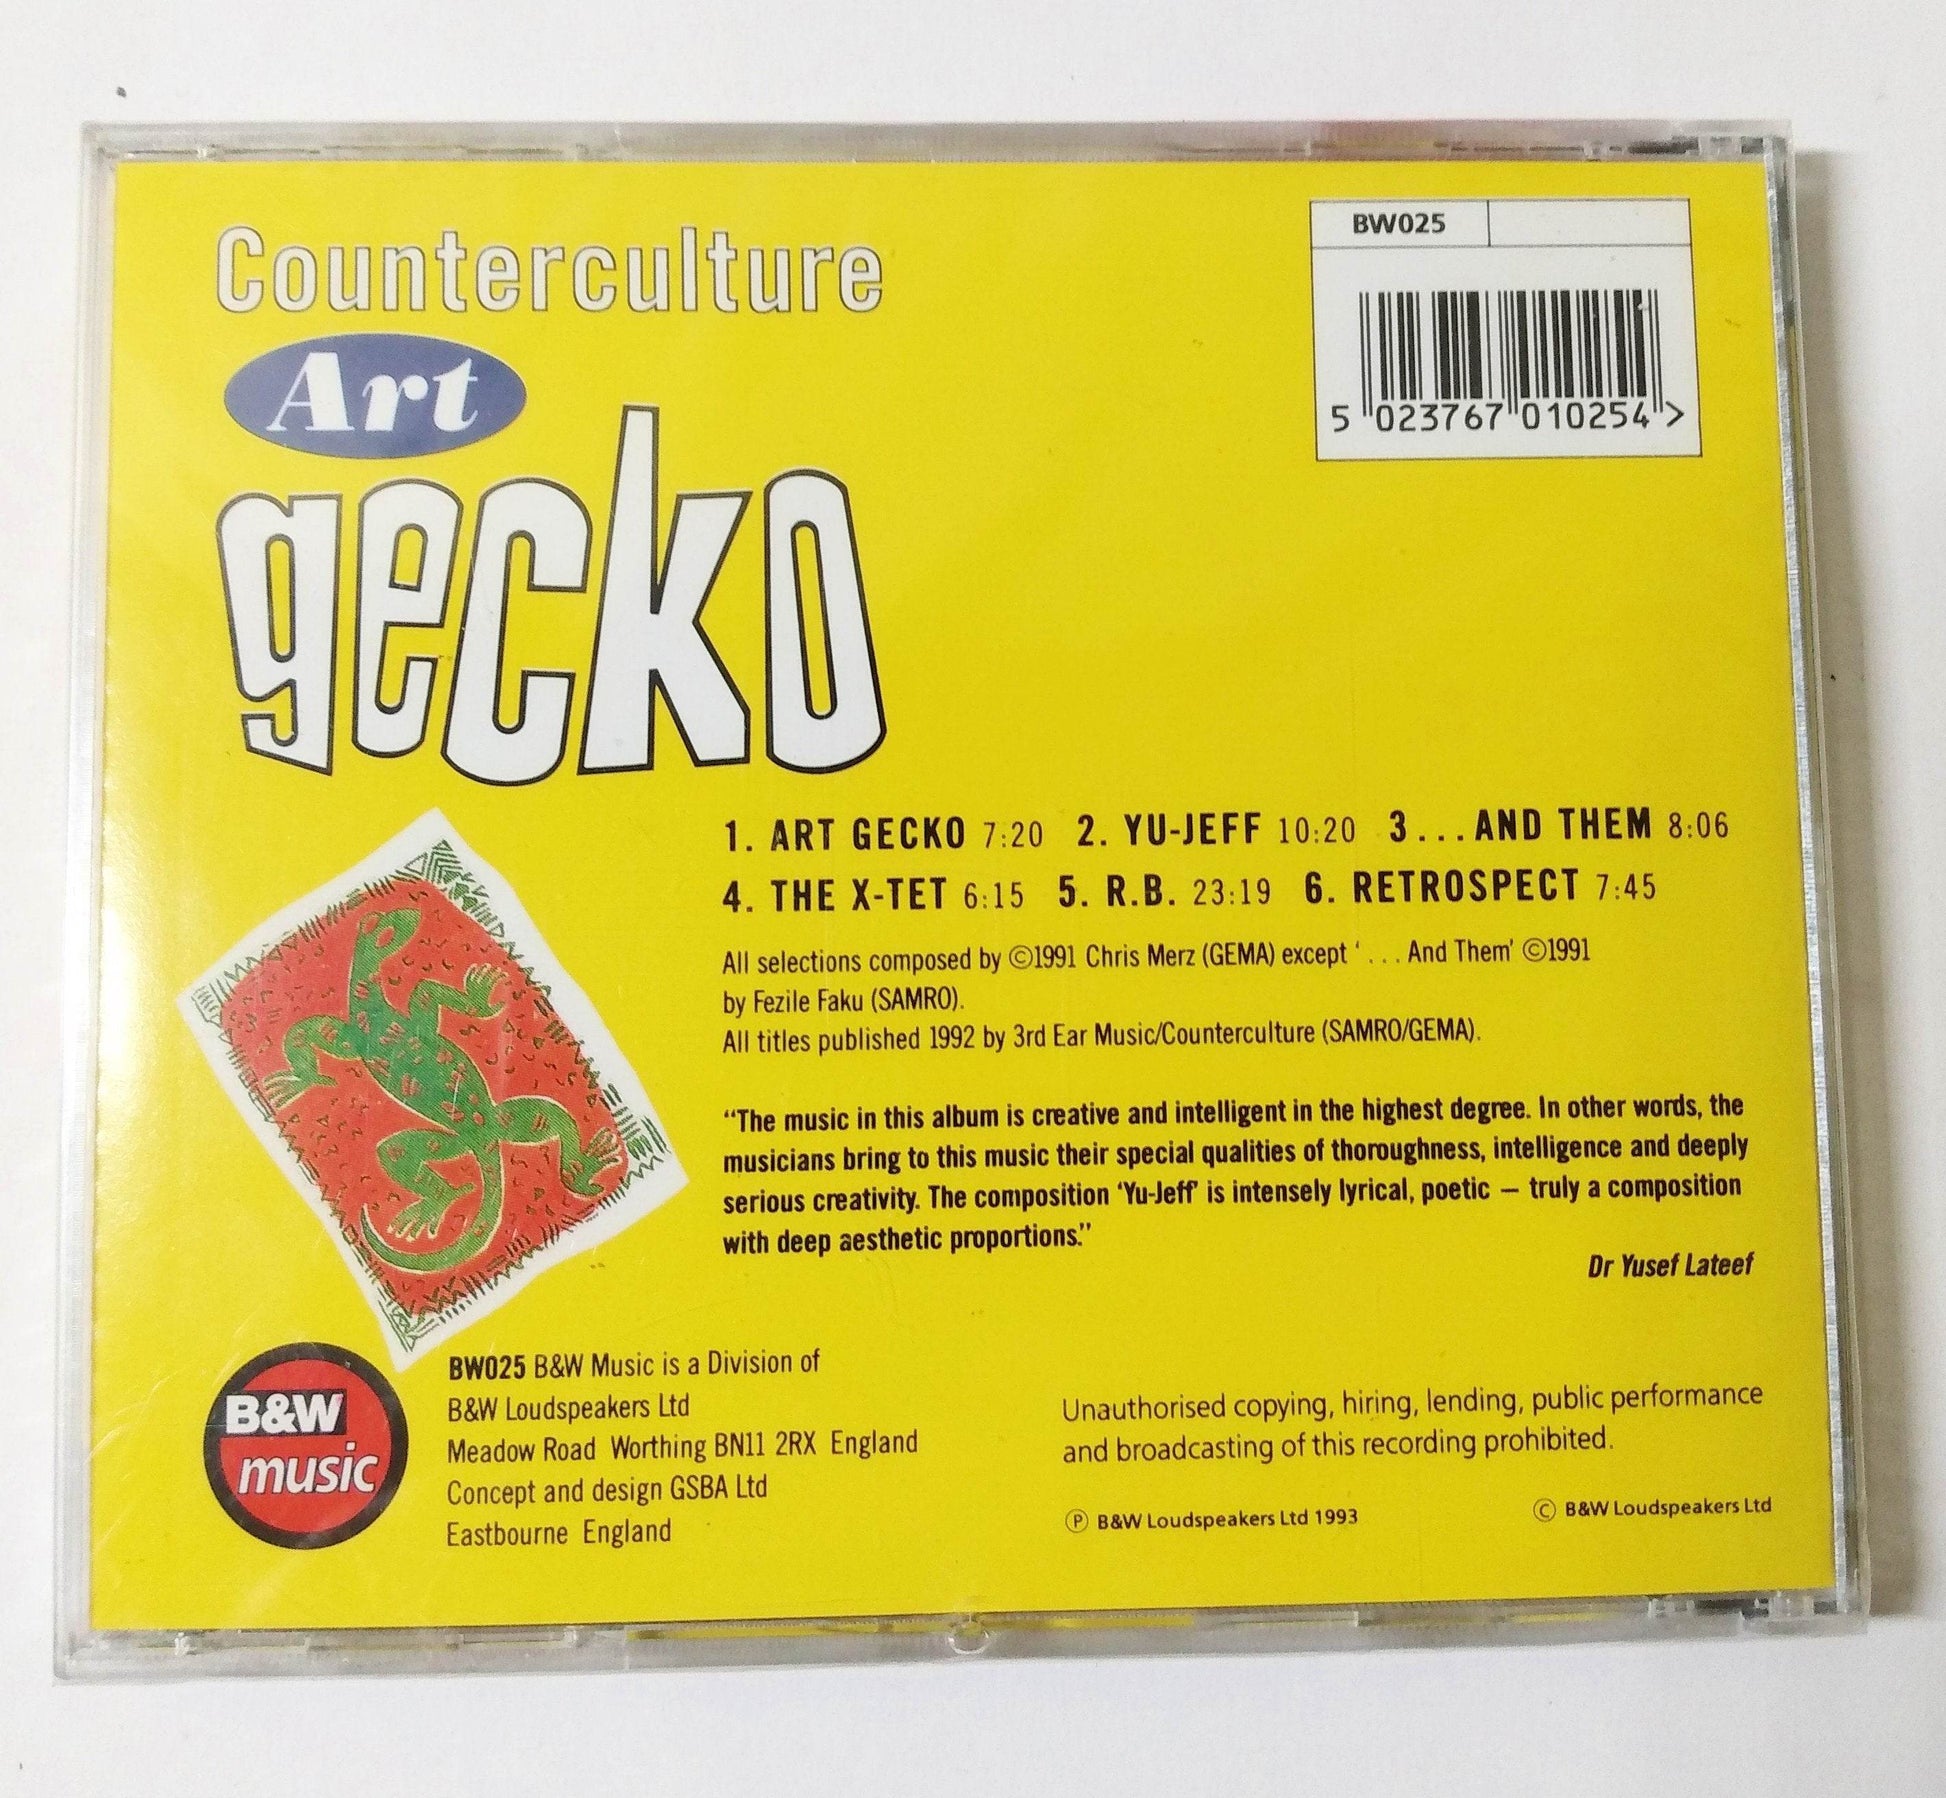 Counterculture
Art
gecko
BW025
5 023767 010254 >
1. ART GECKO 7:20 2. YU-JEFF 10:20 3 ... AND THEM 8:06
4. THE X-TET 6:15 5. R.B. 23:19 6. RETROSPECT 7:45
All selections composed by ©1991 Chris Merz (GEMA) except ‘ . . . And Them’ ©1991
by Fezile Faku (SAMRO).
All titles published 1992 by 3rd Ear Music/Counterculture (SAMRO/GEMA).
“The music in this album is creative and intelligent in the highest degree. In other words, the
musicians bring to this music their special qualities of thoroughness, intelligence and deeply
serious creativity. The composition ‘Yu-Jeff’ is intensely lyrical, poetic – truly a composition
with deep aesthetic proportions.”
Dr Yusef Lateef
B&W
music
BW025 B&W Music is a Division of
B&W Loudspeakers Ltd
Meadow Road Worthing BN11 2RX England
Concept and design GSBA Ltd
Eastbourne England
Unauthorised copying, hiring, lending, public performance
and broadcasting of this recording prohibited.
℗ B&W Loudspeakers Ltd 1993
© B&W Loudspeakers Ltd